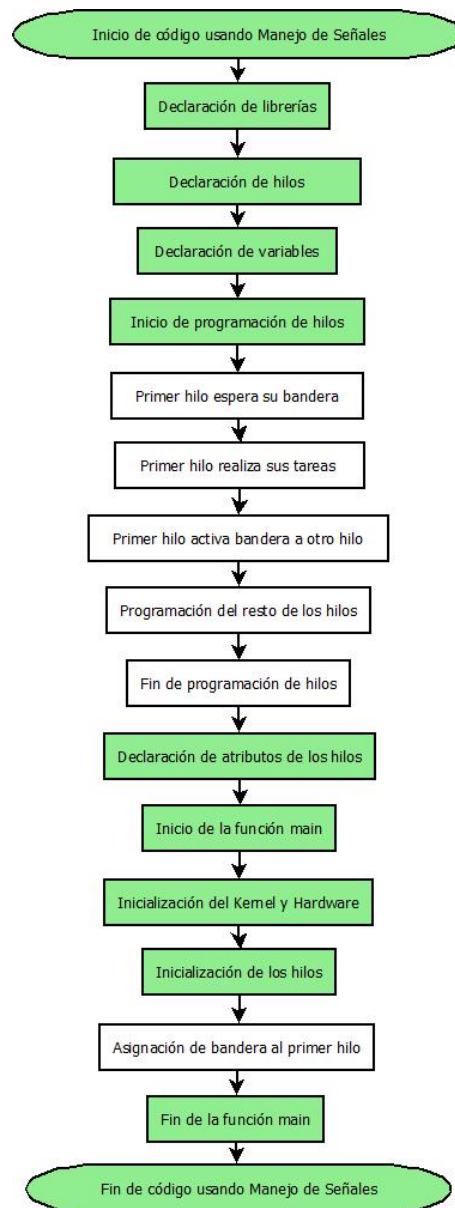 Inicio de código usando Manejo de Señales
Declaración de librerías
Declaración de hilos
Declaración de variables
Inicio de programación de hilos
Primer hilo espera su bandera
Primer hilo realiza sus tareas
Primer hilo activa bandera a otro hilo
Programación del resto de los hilos
Fin de programación de hilos
Declaración de atributos de los hilos
Inicio de la función main
Inicialización del Kernel y Hardware
Inicialización de los hilos
Asignación de bandera al primer hilo
Fin de la función main
Fin de código usando Manejo de Señales